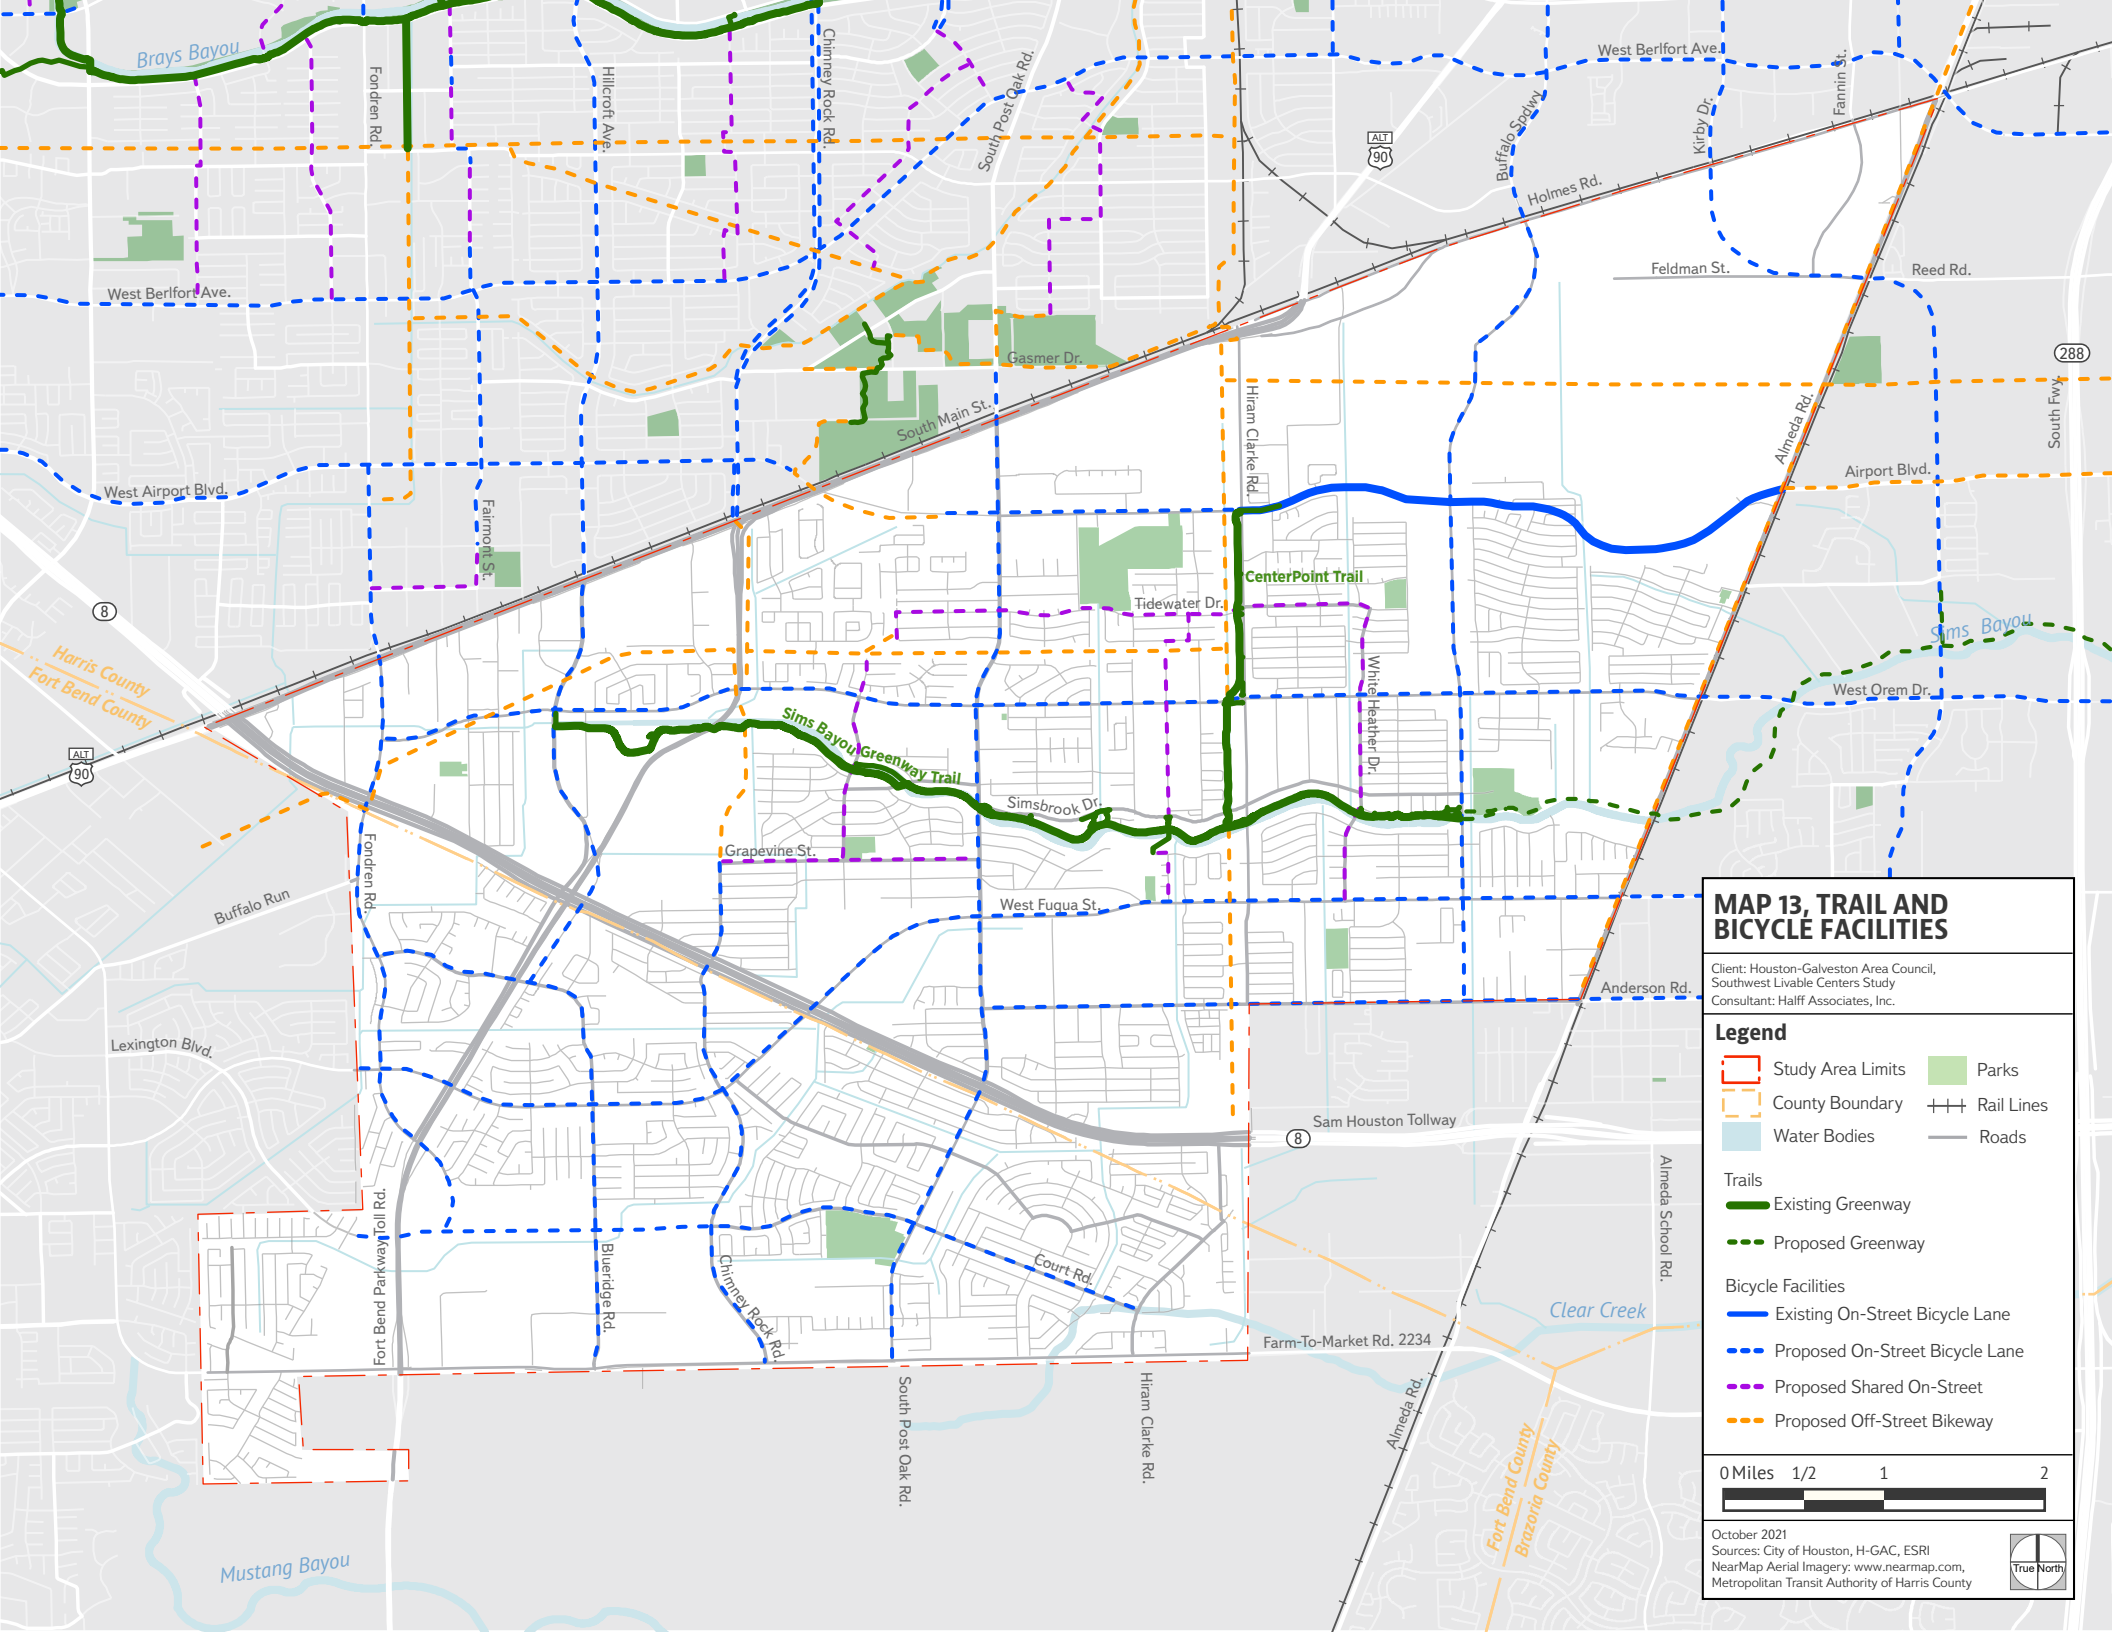 Brays Bayou
Fondren Rd.
Hillcroft Ave.
Chimney Rock Rd.
South Post Oak Rd.
West Berlfort Ave.
Buffalo Spdwy
Kirby Dr.
Fannin St.
ALT
90
Holmes Rd.
Feldman St.
Reed Rd.
West Berlfort Ave.
Gasmer Dr.
288
South Fwy.
South Main St.
Hiram Clarke Rd.
Almeda Rd.
Airport Blvd.
West Airport Blvd.
Fairmont St.
CenterPoint Trail
Tidewater Dr.
8
Harris County
Fort Bend County
Sims Bayou
White Heather Dr.
West Orem Dr.
Sims Bayou Greenway Trail
ALT
90
Simsbrook Dr.
Grapevine St.
Fondren Rd.
Buffalo Run
West Fuqua St.
Anderson Rd.
Lexington Blvd.
Sam Houston Tollway
8
Almeda School Rd.
Fort Bend Parkway Toll Rd.
Blueridge Rd.
Chimney Rock Rd.
Court Rd.
Clear Creek
Farm-To-Market Rd. 2234
South Post Oak Rd.
Hiram Clarke Rd.
Almeda Rd.
Fort Bend County
Brazoria County
Mustang Bayou
MAP 13, TRAIL AND
BICYCLE FACILITIES
Client: Houston-Galveston Area Council,
Southwest Livable Centers Study
Consultant: Halff Associates, Inc.
Legend
Study Area Limits
Parks
County Boundary
Rail Lines
Water Bodies
Roads
Trails
Existing Greenway
Proposed Greenway
Bicycle Facilities
Existing On-Street Bicycle Lane
Proposed On-Street Bicycle Lane
Proposed Shared On-Street
Proposed Off-Street Bikeway
0 Miles 1/2 1 2
October 2021
Sources: City of Houston, H-GAC, ESRI
NearMap Aerial Imagery: www.nearmap.com,
Metropolitan Transit Authority of Harris County
True North